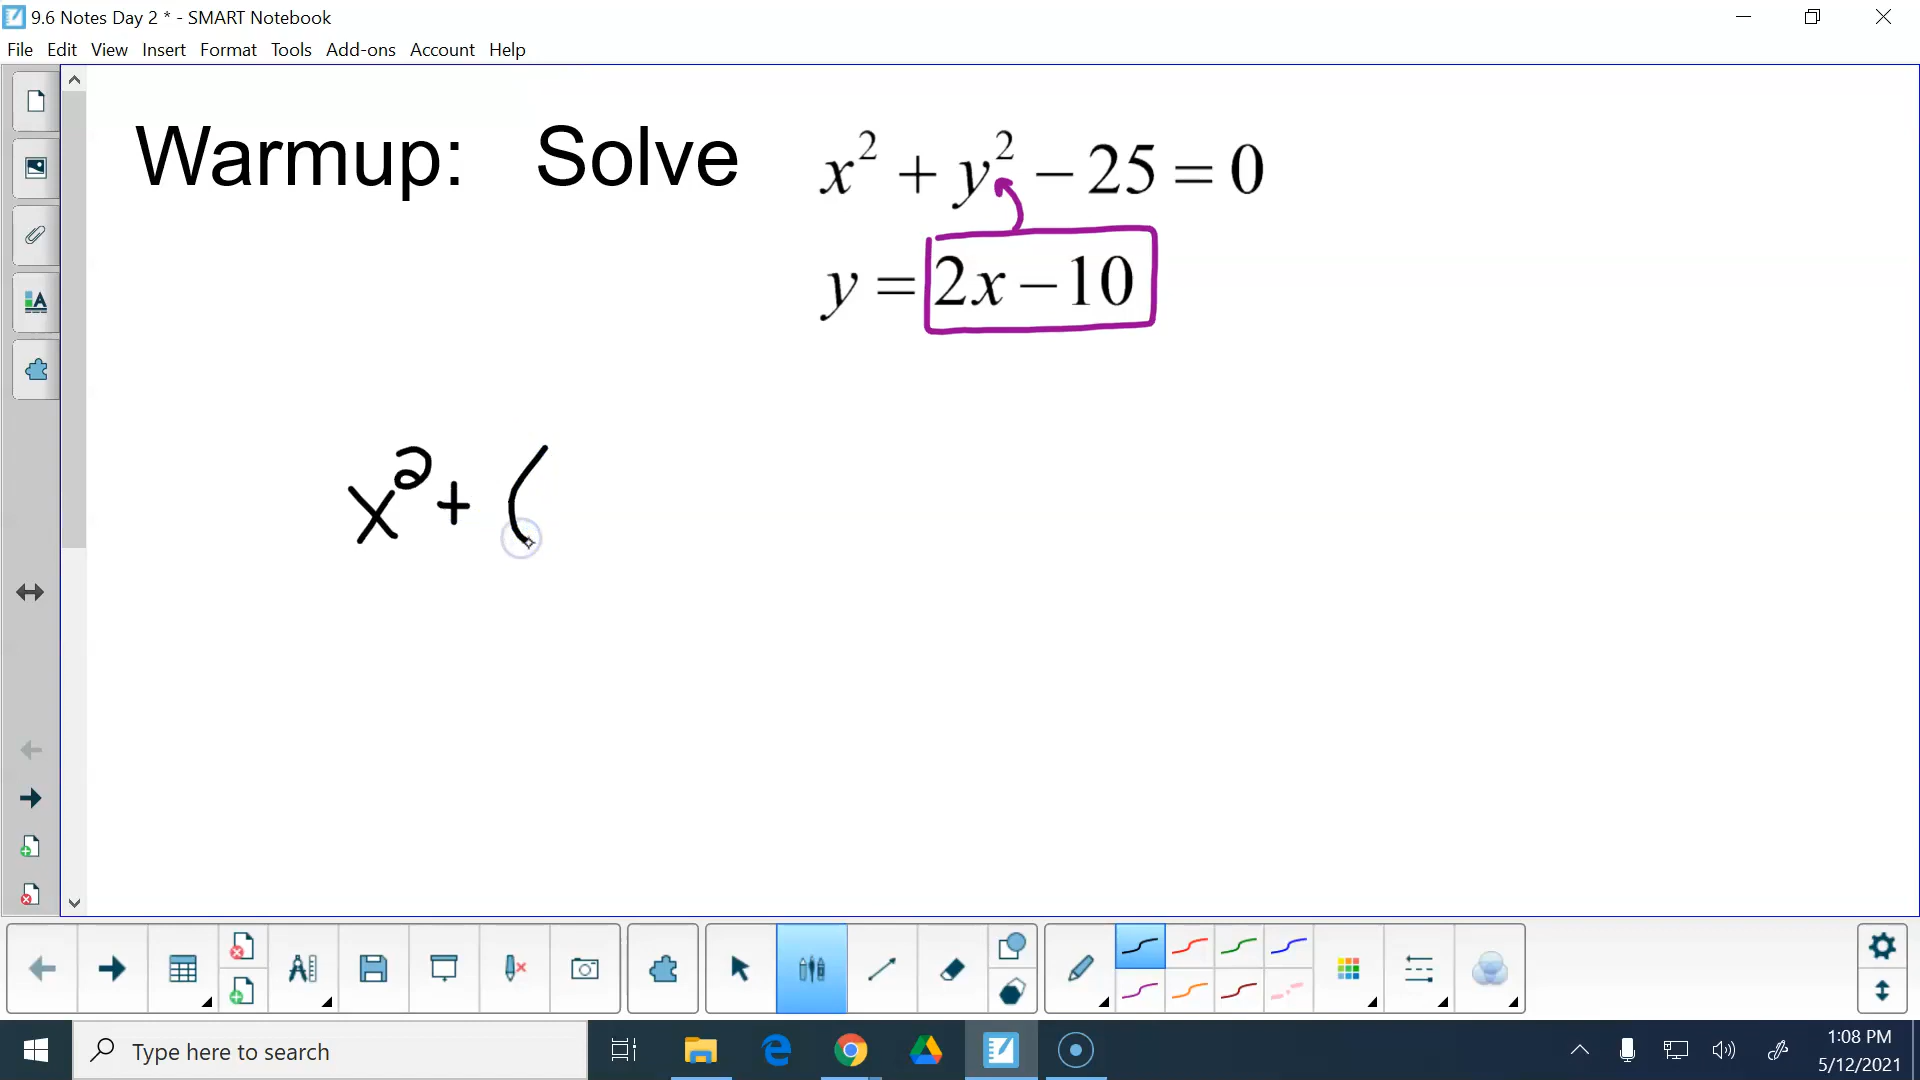 9.6 Notes Day 2 * - SMART Notebook
File Edit View Insert Format Tools Add-ons Account Help
Warmup: Solve x² + y² − 25 = 0
y = 2x − 10
x² + (
Type here to search
1:08 PM
5/12/2021